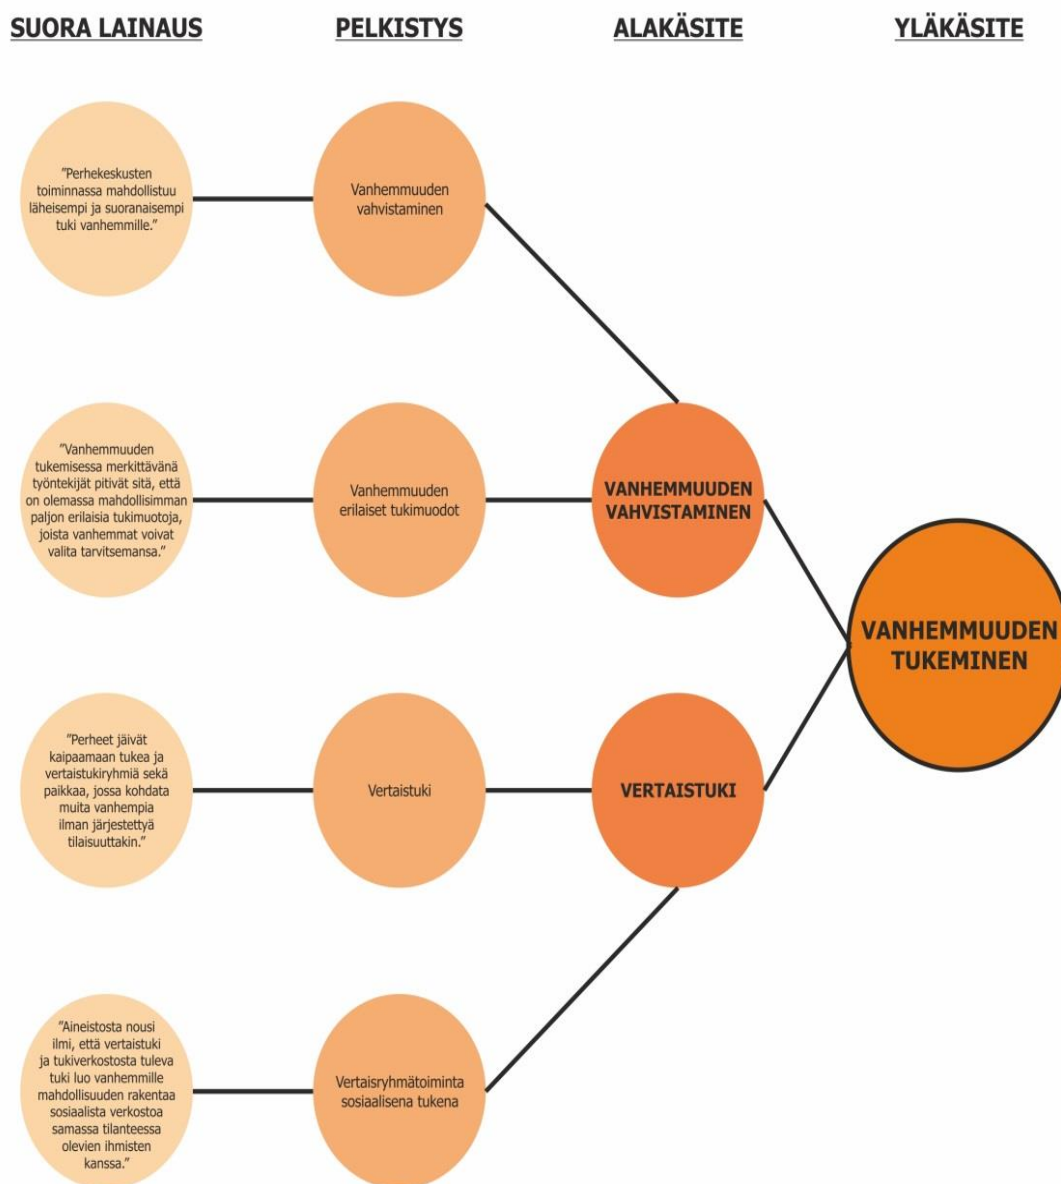 SUORA LAINAUS
PELKISTYS
ALAKÄSITE
YLÄKÄSITE
"Perhekeskusten
toiminnassa mahdollistuu
läheisempi ja suoranaisempi
tuki vanhemmille."
Vanhemmuuden
vahvistaminen
"Vanhemmuuden
tukemisessa merkittävänä
työntekijät pitivät sitä, että
on olemassa mahdollisimman
paljon erilaisia tukimuotoja,
joista vanhemmat voivat
valita tarvitsemansa."
Vanhemmuuden
erilaiset tukimuodot
VANHEMMUUDEN
VAHVISTAMINEN
VANHEMMUUDEN
TUKEMINEN
"Perheet jäivät
kaipaamaan tukea ja
vertaistukiryhmiä sekä
paikkaa, jossa kohdata
muita vanhempia
ilman järjestettyä
tilaisuuttakin."
Vertaistuki
VERTAISTUKI
"Aineistosta nousi
ilmi, että vertaistuki
ja tukiverkostosta tuleva
tuki luo vanhemmille
mahdollisuuden rakentaa
sosiaalista verkostoa
samassa tilanteessa
olevien ihmisten
kanssa."
Vertaisryhmätoiminta
sosiaalisena tukena